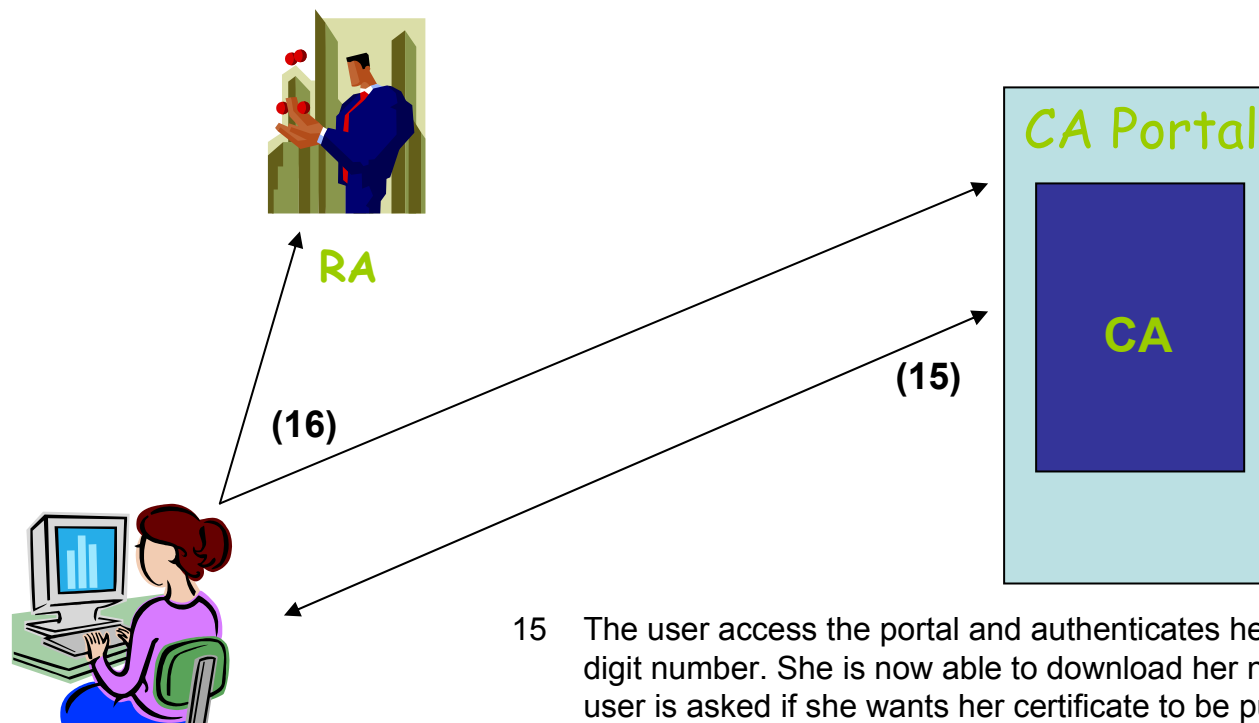 CA Portal
RA
CA
(15)
(16)
15 The user access the portal and authenticates
digit number. She is now able to download her
user is asked if she wants her certificate to be